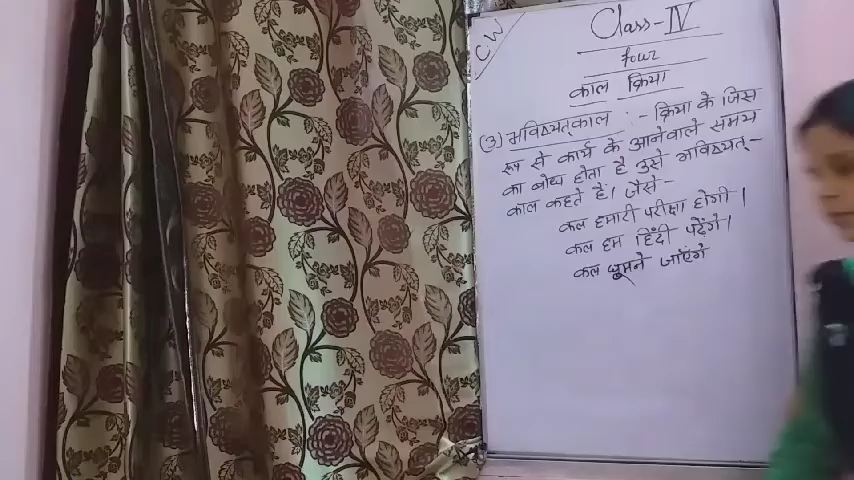 CW
Class-IV
four
काल क्रिया
(3) भविष्यत्काल :- क्रिया के जिस
रूप से कार्य के आनेवाले समय
का बोध होता है उसे भविष्यत्-
काल कहते हैं। जैसे-
कल हमारी परीक्षा होगी।
कल हम हिंदी पढ़ेंगे।
कल घूमने जाएंगे